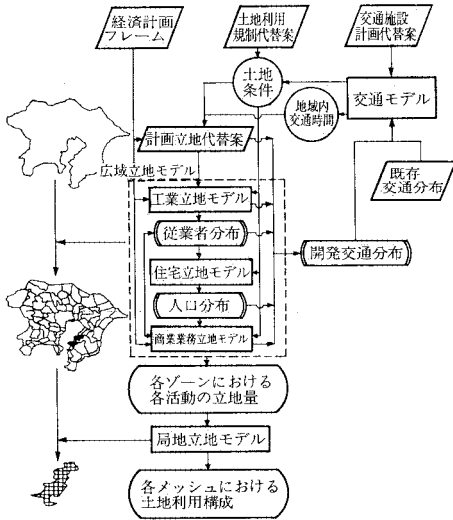 経済計画
フレーム
土地利用
規制代替案
交通施設
計画代替案
土地
条件
地域内
交通時間
交通モデル
計画立地代替案
既存
交通分布
広域立地モデル
工業立地モデル
従業者分布
開発交通分布
住宅立地モデル
人口分布
商業業務立地モデル
各ゾーンにおける
各活動の立地量
局地立地モデル
各メッシュにおける
土地利用構成